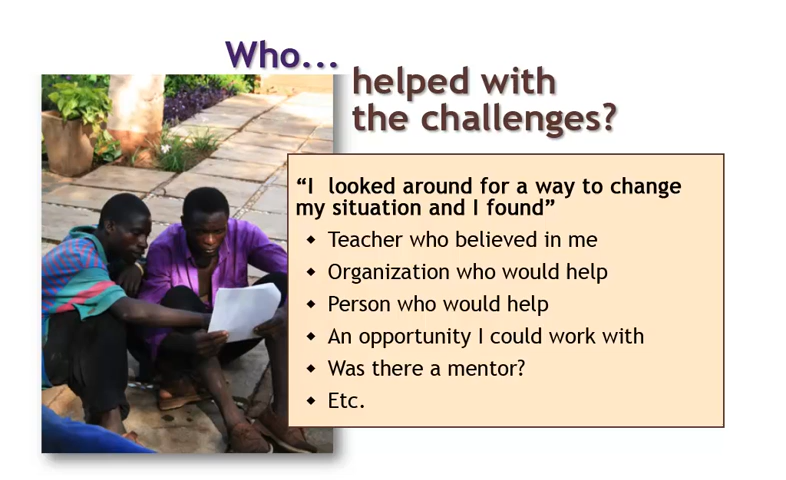 Who...
helped with
the challenges?
“I  looked around for a way to change
my situation and I found”
◆ Teacher who believed in me
◆ Organization who would help
◆ Person who would help
◆ An opportunity I could work with
◆ Was there a mentor?
◆ Etc.